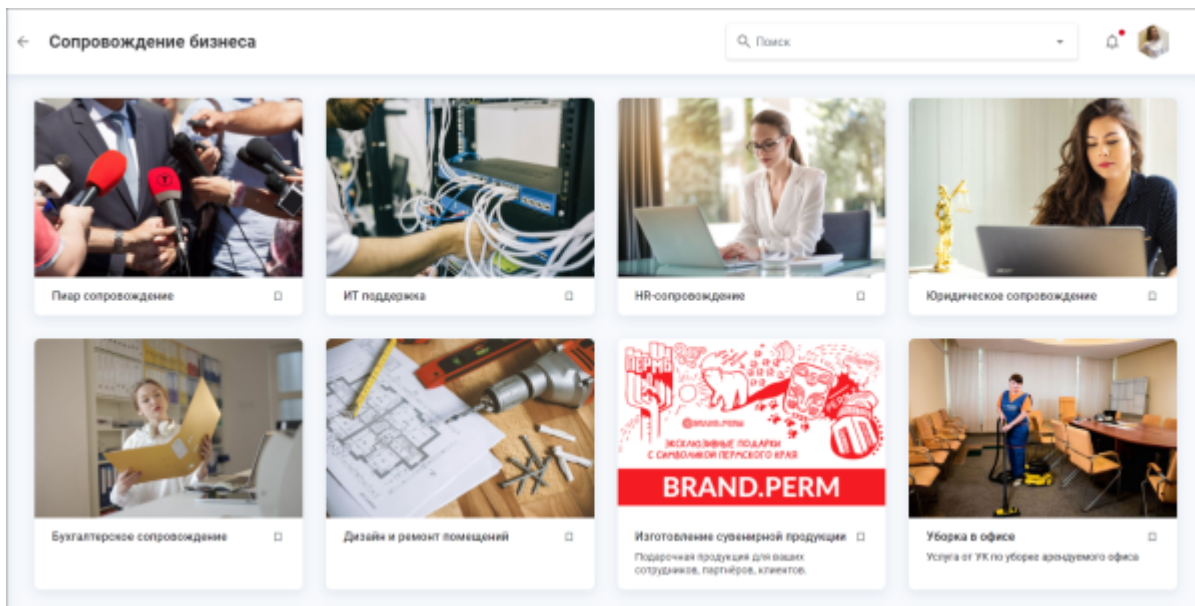 Сопровождение бизнеса
Поиск
Пиар сопровождение
ИТ поддержка
HR-сопровождение
Юридическое сопровождение
Бухгалтерское сопровождение
Дизайн и ремонт помещений
ПЕРМЬ
@BRAND.PERM
ЭКСКЛЮЗИВНЫЕ ПОДАРКИ
С СИМВОЛИКОЙ ПЕРМСКОГО КРАЯ
BRAND.PERM
Изготовление сувенирной продукции
Подарочная продукция для ваших
сотрудников, партнёров, клиентов.
Уборка в офисе
Услуга от УК по уборке арендуемого офиса